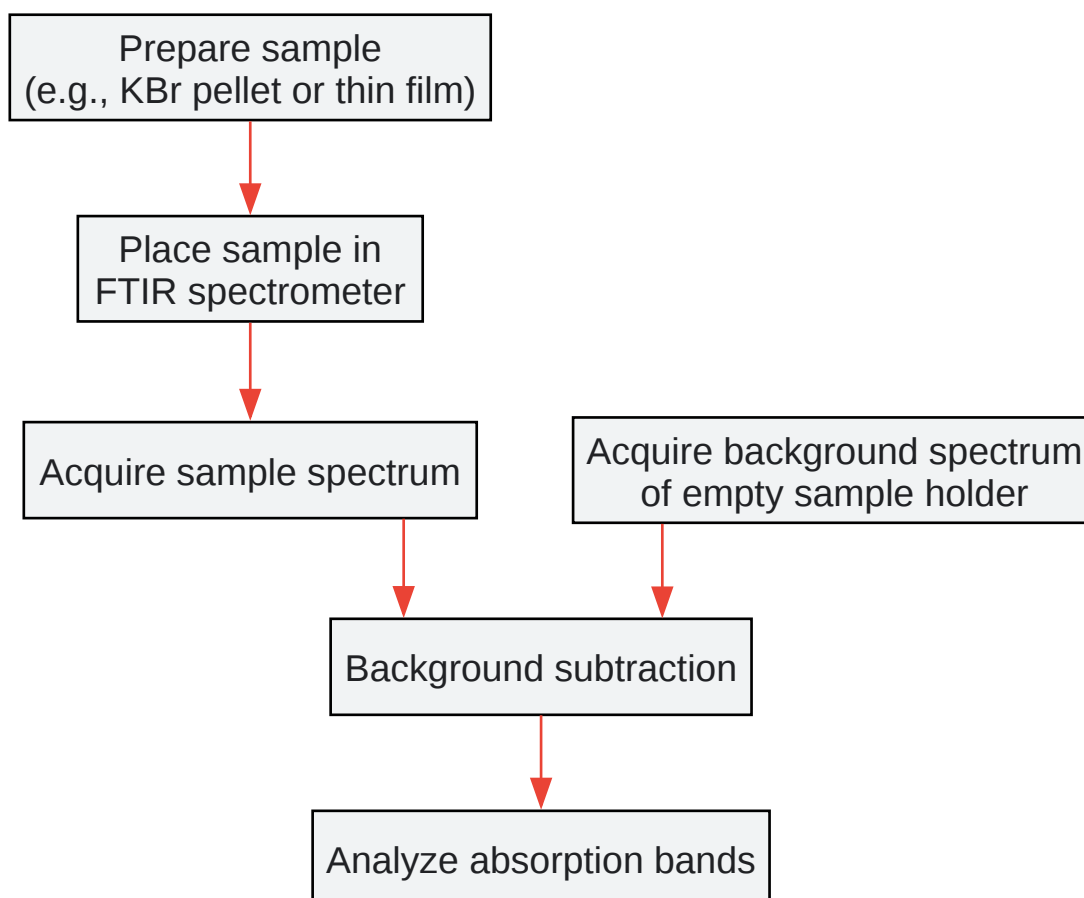 Prepare sample
(e.g., KBr pellet or thin film)
Place sample in
FTIR spectrometer
Acquire sample spectrum
Acquire background spectrum
of empty sample holder
Background subtraction
Analyze absorption bands